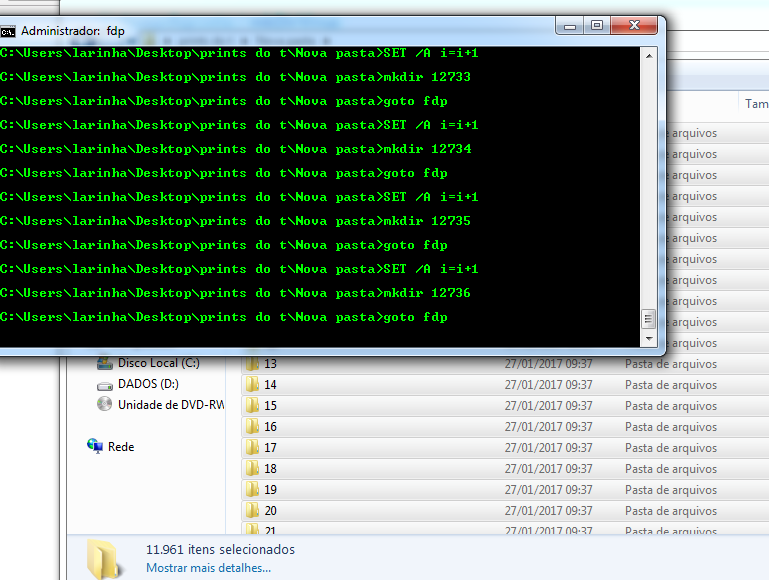 Administrador: fdp
C:\Users\larinha\Desktop\prints do t\Nova pasta>SET /A i=i+1
C:\Users\larinha\Desktop\prints do t\Nova pasta>mkdir 12733
C:\Users\larinha\Desktop\prints do t\Nova pasta>goto fdp
C:\Users\larinha\Desktop\prints do t\Nova pasta>SET /A i=i+1
C:\Users\larinha\Desktop\prints do t\Nova pasta>mkdir 12734
C:\Users\larinha\Desktop\prints do t\Nova pasta>goto fdp
C:\Users\larinha\Desktop\prints do t\Nova pasta>SET /A i=i+1
C:\Users\larinha\Desktop\prints do t\Nova pasta>mkdir 12735
C:\Users\larinha\Desktop\prints do t\Nova pasta>goto fdp
C:\Users\larinha\Desktop\prints do t\Nova pasta>SET /A i=i+1
C:\Users\larinha\Desktop\prints do t\Nova pasta>mkdir 12736
C:\Users\larinha\Desktop\prints do t\Nova pasta>goto fdp
Tam
de arquivos
de arquivos
de arquivos
de arquivos
de arquivos
de arquivos
de arquivos
de arquivos
de arquivos
de arquivos
de arquivos
Disco Local (C:)
DADOS (D:)
Unidade de DVD-RW
Rede
13 27/01/2017 09:37 Pasta de arquivos
14 27/01/2017 09:37 Pasta de arquivos
15 27/01/2017 09:37 Pasta de arquivos
16 27/01/2017 09:37 Pasta de arquivos
17 27/01/2017 09:37 Pasta de arquivos
18 27/01/2017 09:37 Pasta de arquivos
19 27/01/2017 09:37 Pasta de arquivos
20 27/01/2017 09:37 Pasta de arquivos
21 27/01/2017 09:37 Pasta de arquivos
11.961 itens selecionados
Mostrar mais detalhes...